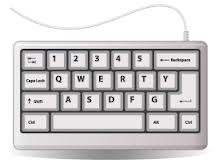 1 2 3 4 5 ← Backspace
Caps Lock Q W E R T Y
⇧ Shift A S D F G
Ctrl Alt Ctrl